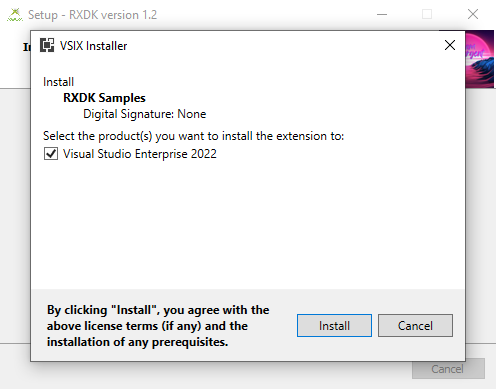 Setup - RXDK version 1.2
VSIX Installer
Install
RXDK Samples
Digital Signature: None
Select the product(s) you want to install the extension to:
Visual Studio Enterprise 2022
By clicking "Install", you agree with the
above license terms (if any) and the
installation of any prerequisites.
Install
Cancel
Cancel